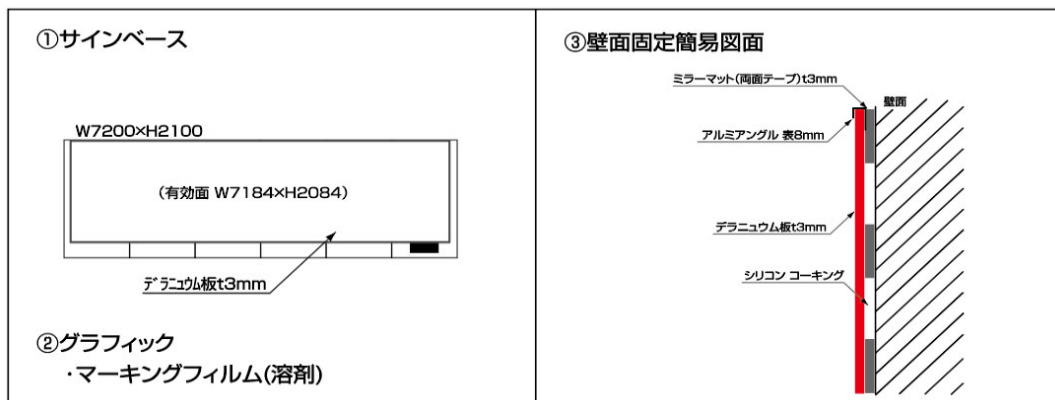 ①サインベース
W7200×H2100
(有効面 W7184×H2084)
デラニュウム板t3mm
②グラフィック
・マーキングフィルム(溶剤)
③壁面固定簡易図面
ミラーマット(両面テープ)t3mm
壁面
アルミアングル 表8mm
デラニュウム板t3mm
シリコン コーキング